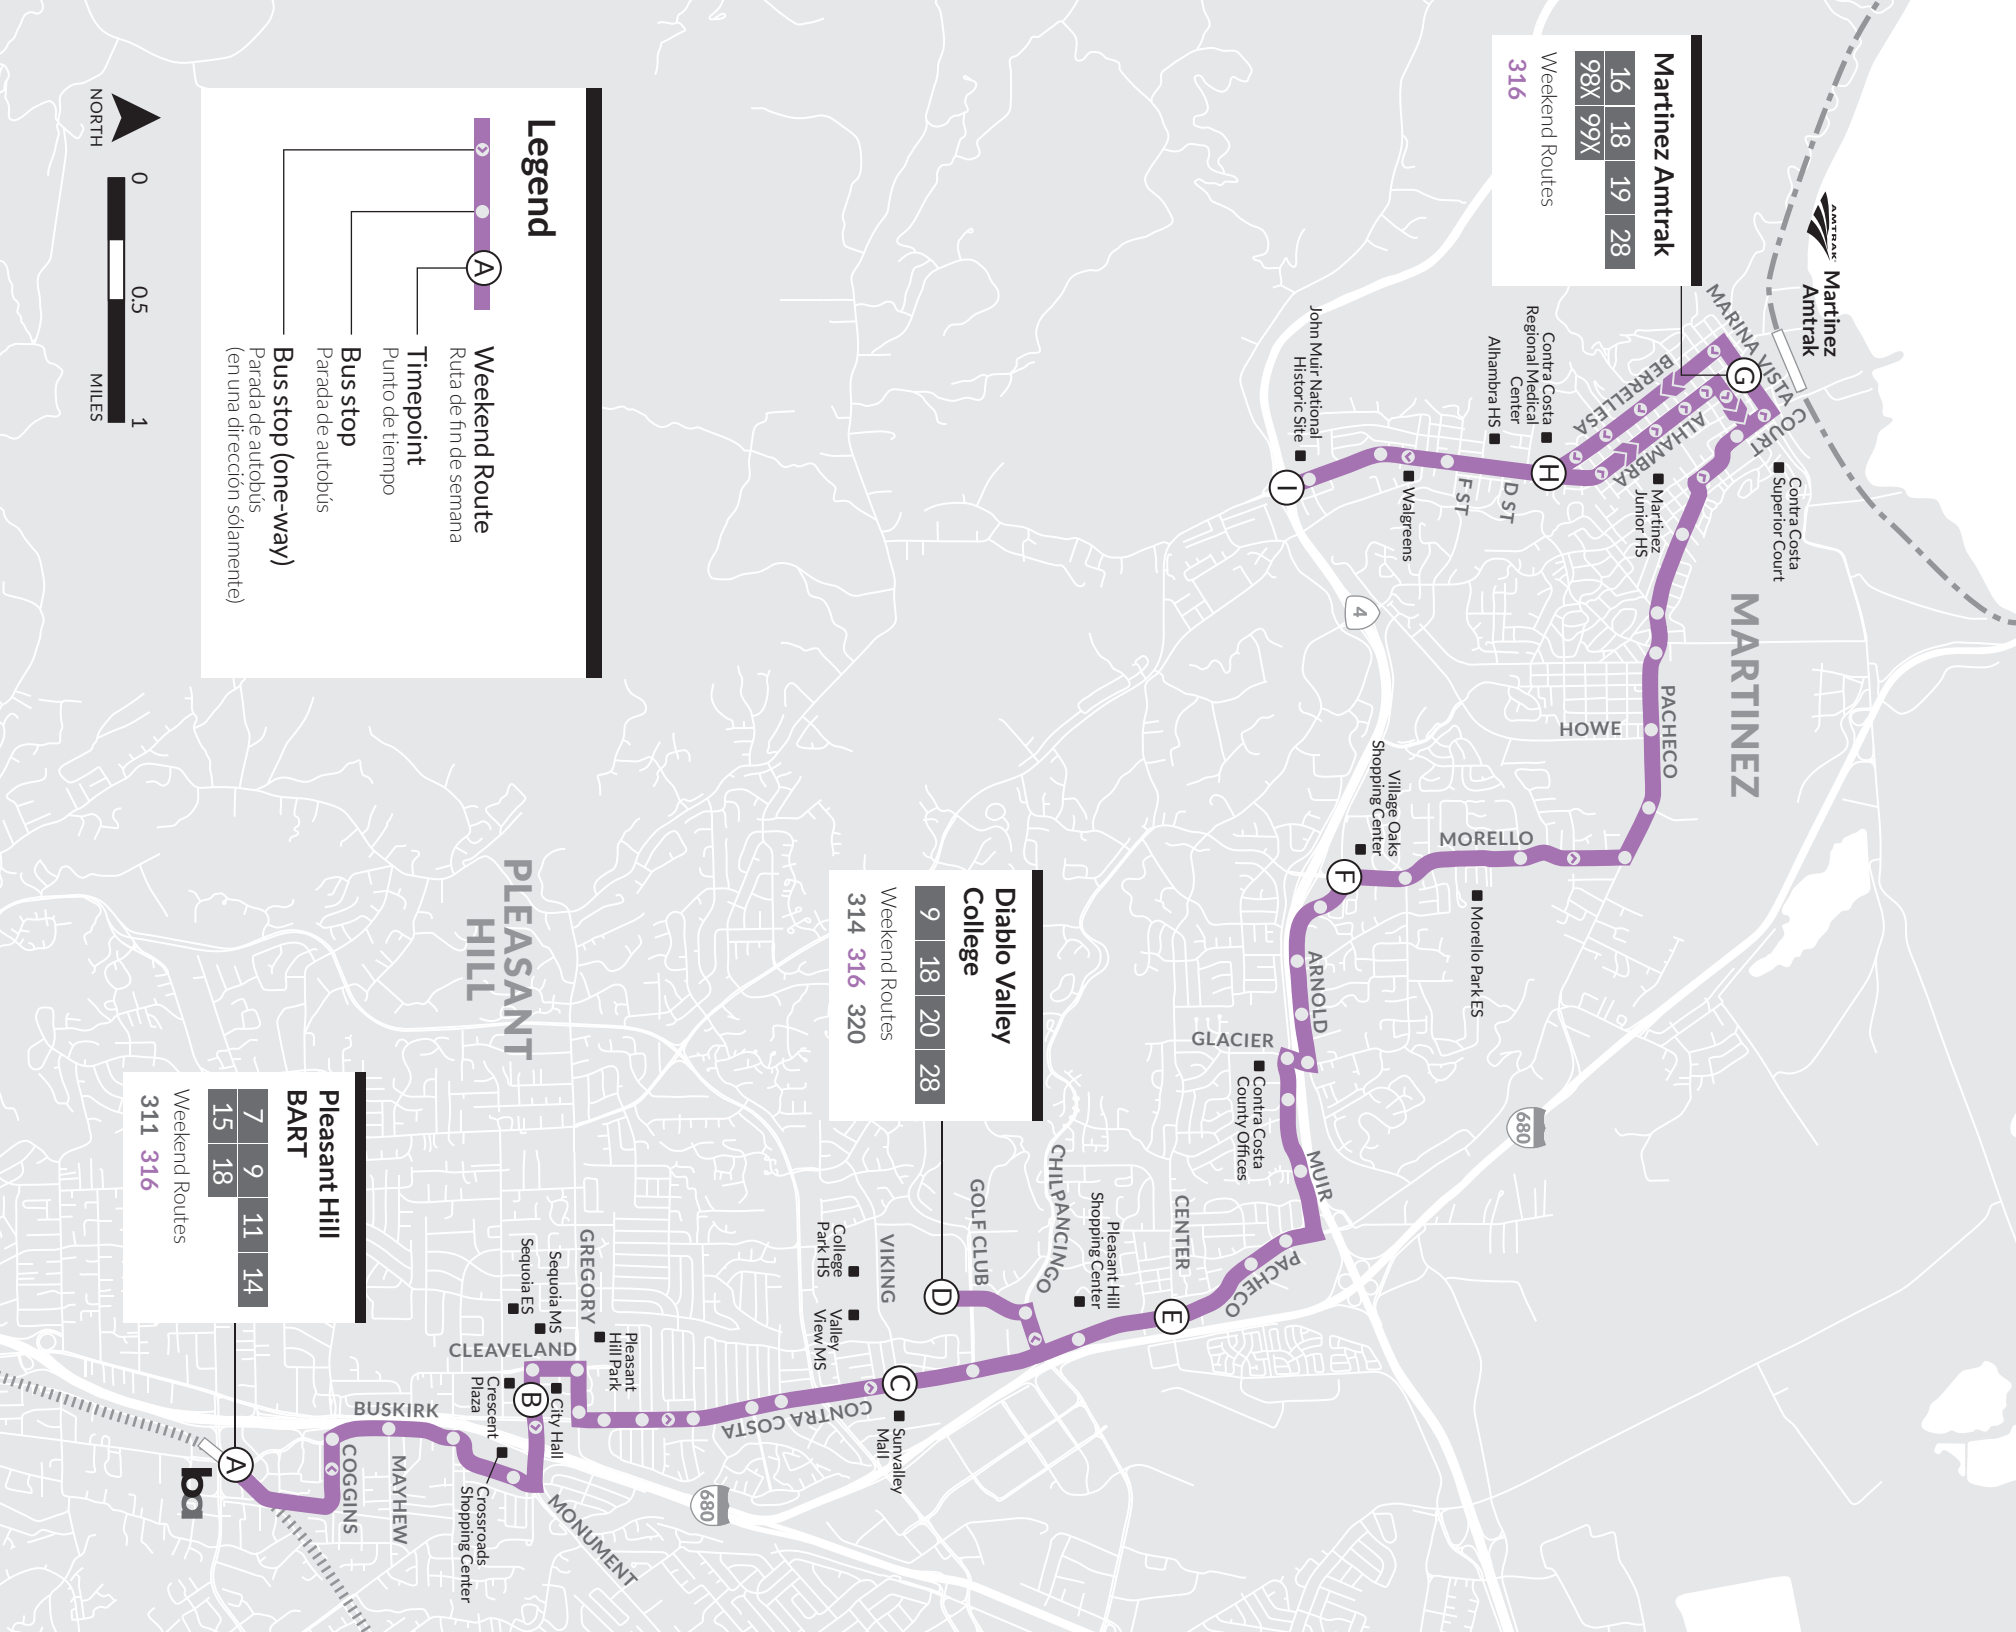 Martinez Amtrak
16 18 19 28
98X 99X
Weekend Routes
316
AMTRAK
Martinez
Amtrak
MARINA VISTA
COURT
BERRELLESA
ALHAMBRA
G
H
I
Contra Costa
Superior Court
Martinez
Junior HS
Contra Costa
Regional Medical
Center
Alhambra HS
John Muir National
Historic Site
Walgreens
D ST
F ST
MARTINEZ
PACHECO
HOWE
4
MORELLO
Morello Park ES
Village Oaks
Shopping Center
F
ARNOLD
GLACIER
Contra Costa
County Offices
MUIR
680
PACHECO
CENTER
E
Pleasant Hill
Shopping Center
CHILPANCINGO
GOLF CLUB
D
Diablo Valley
College
9 18 20 28
Weekend Routes
314 316 320
VIKING
College
Park HS
Valley
View MS
C
Sunvalley
Mall
CONTRA COSTA
680
PLEASANT
HILL
GREGORY
Pleasant
Hill Park
Sequoia MS
Sequoia ES
CLEAVELAND
City Hall
B
Crescent
Plaza
Crossroads
Shopping Center
MONUMENT
BUSKIRK
MAYHEW
COGGINS
A
ba
Pleasant Hill
BART
7 9 11 14
15 18
Weekend Routes
311 316
Legend
A
Weekend Route
Ruta de fin de semana
Timepoint
Punto de tiempo
Bus stop
Parada de autobús
Bus stop (one-way)
Parada de autobús
(en una dirección sólamente)
NORTH
0 0.5 1
MILES